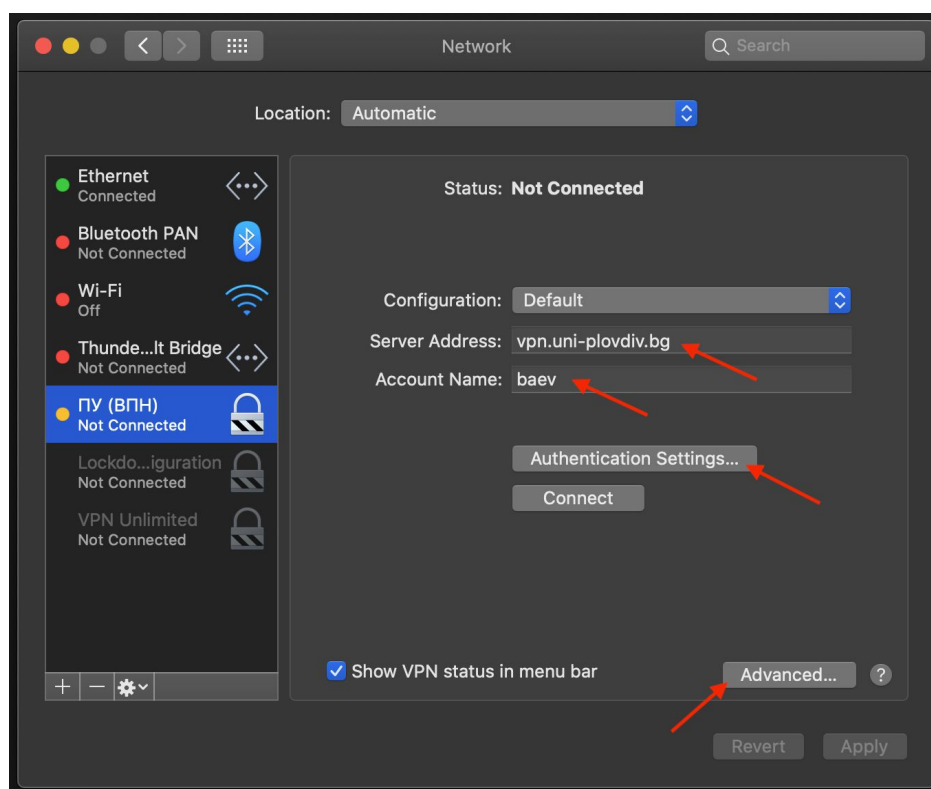 Network
Search
Location: Automatic
Ethernet
Connected
Bluetooth PAN
Not Connected
Wi-Fi
Off
Thunde...lt Bridge
Not Connected
ПУ (ВПН)
Not Connected
Lockdo...iguration
Not Connected
VPN Unlimited
Not Connected
Status: Not Connected
Configuration: Default
Server Address: vpn.uni-plovdiv.bg
Account Name: baev
Authentication Settings...
Connect
Show VPN status in menu bar
Advanced...
?
Revert
Apply